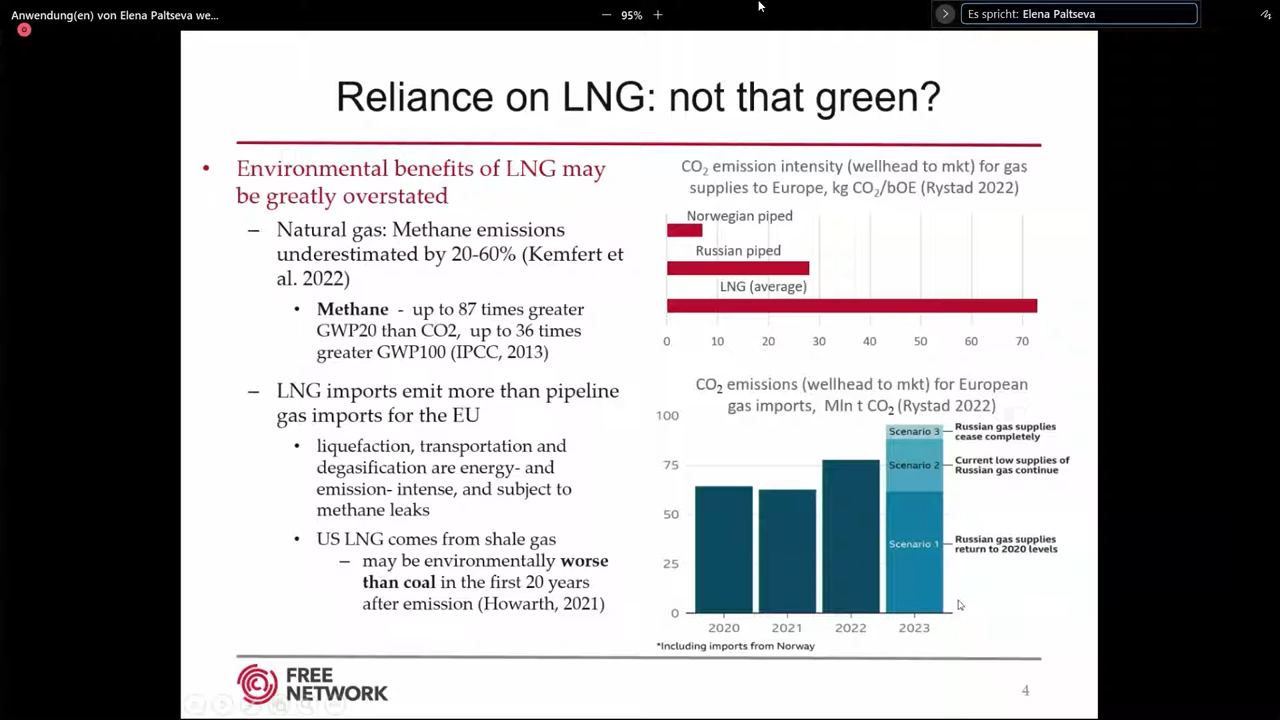 Anwendung(en) von Elena Paltseva we...
95%
Es spricht: Elena Paltseva
Reliance on LNG: not that green?
• Environmental benefits of LNG may
be greatly overstated
– Natural gas: Methane emissions
underestimated by 20-60% (Kemfert et
al. 2022)
• Methane - up to 87 times greater
GWP20 than CO2, up to 36 times
greater GWP100 (IPCC, 2013)
– LNG imports emit more than pipeline
gas imports for the EU
• liquefaction, transportation and
degasification are energy- and
emission- intense, and subject to
methane leaks
• US LNG comes from shale gas
– may be environmentally worse
than coal in the first 20 years
after emission (Howarth, 2021)
CO₂ emission intensity (wellhead to mkt) for gas
supplies to Europe, kg CO₂/bOE (Rystad 2022)
Norwegian piped
Russian piped
LNG (average)
0 10 20 30 40 50 60 70
CO₂ emissions (wellhead to mkt) for European
gas imports, Mln t CO₂ (Rystad 2022)
100
75
50
25
0
Scenario 3
Russian gas supplies
cease completely
Scenario 2
Current low supplies of
Russian gas continue
Scenario 1
Russian gas supplies
return to 2020 levels
2020 2021 2022 2023
*Including imports from Norway
FREE
NETWORK
4